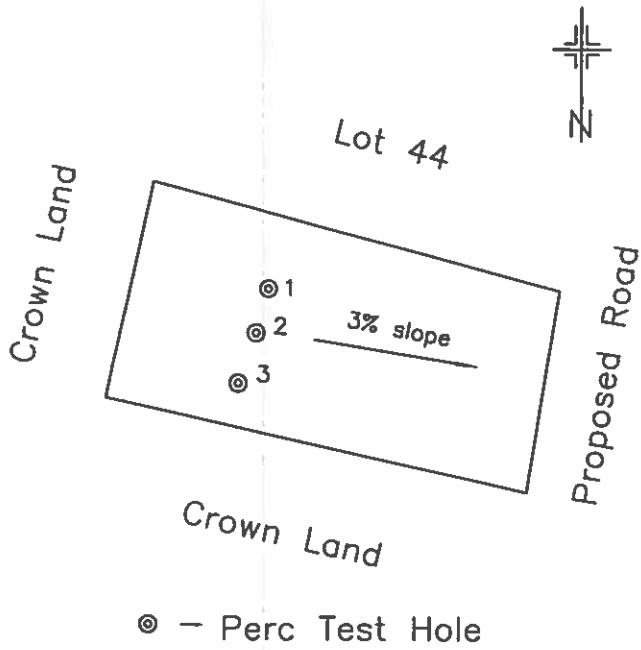 N
Lot 44
Crown Land
Proposed Road
1
2
3% slope
3
Crown Land
◎ – Perc Test Hole